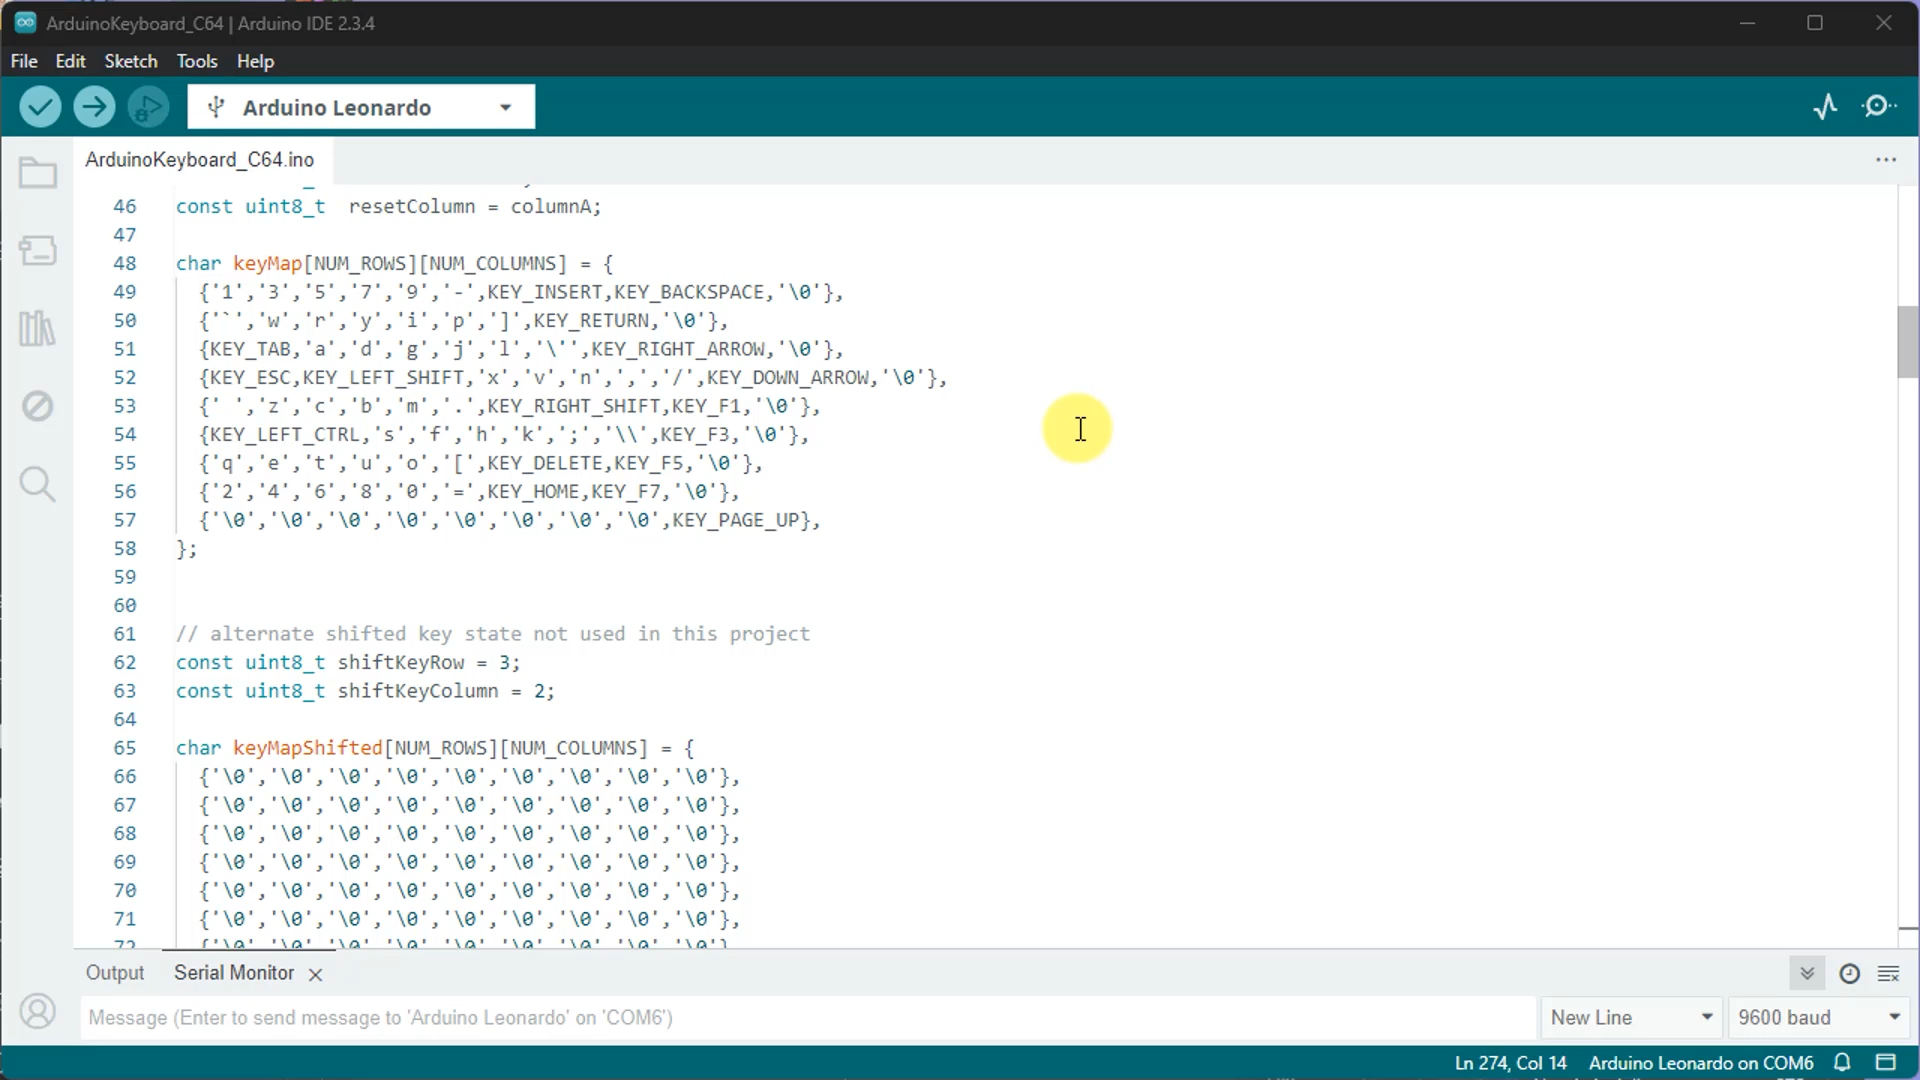 ArduinoKeyboard_C64 | Arduino IDE 2.3.4
File Edit Sketch Tools Help
Arduino Leonardo
ArduinoKeyboard_C64.ino
46 const uint8_t  resetColumn = columnA;
47
48 char keyMap[NUM_ROWS][NUM_COLUMNS] = {
49 {'1','3','5','7','9','-',KEY_INSERT,KEY_BACKSPACE,'\0'},
50 {'`','w','r','y','i','p',']',KEY_RETURN,'\0'},
51 {KEY_TAB,'a','d','g','j','l','\'',KEY_RIGHT_ARROW,'\0'},
52 {KEY_ESC,KEY_LEFT_SHIFT,'x','v','n',',','/',KEY_DOWN_ARROW,'\0'},
53 {' ','z','c','b','m','.',KEY_RIGHT_SHIFT,KEY_F1,'\0'},
54 {KEY_LEFT_CTRL,'s','f','h','k',';','\\',KEY_F3,'\0'},
55 {'q','e','t','u','o','[',KEY_DELETE,KEY_F5,'\0'},
56 {'2','4','6','8','0','=',KEY_HOME,KEY_F7,'\0'},
57 {'\0','\0','\0','\0','\0','\0','\0','\0',KEY_PAGE_UP},
58 };
59
60
61 // alternate shifted key state not used in this project
62 const uint8_t shiftKeyRow = 3;
63 const uint8_t shiftKeyColumn = 2;
64
65 char keyMapShifted[NUM_ROWS][NUM_COLUMNS] = {
66 {'\0','\0','\0','\0','\0','\0','\0','\0','\0'},
67 {'\0','\0','\0','\0','\0','\0','\0','\0','\0'},
68 {'\0','\0','\0','\0','\0','\0','\0','\0','\0'},
69 {'\0','\0','\0','\0','\0','\0','\0','\0','\0'},
70 {'\0','\0','\0','\0','\0','\0','\0','\0','\0'},
71 {'\0','\0','\0','\0','\0','\0','\0','\0','\0'},
72 {'\0','\0','\0','\0','\0','\0','\0','\0','\0'},
Output Serial Monitor
Message (Enter to send message to 'Arduino Leonardo' on 'COM6')
New Line 9600 baud
Ln 274, Col 14 Arduino Leonardo on COM6